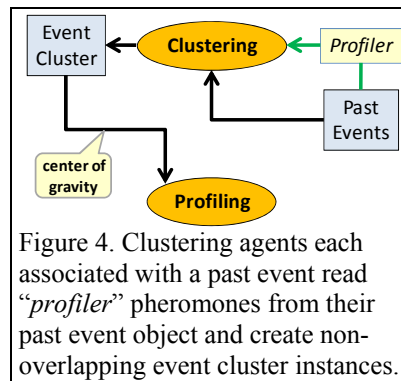 Event
Cluster
Clustering
Profiler
Past
Events
center of
gravity
Profiling
Figure 4. Clustering agents each
associated with a past event read
“profiler” pheromones from their
past event object and create non-
overlapping event cluster instances.